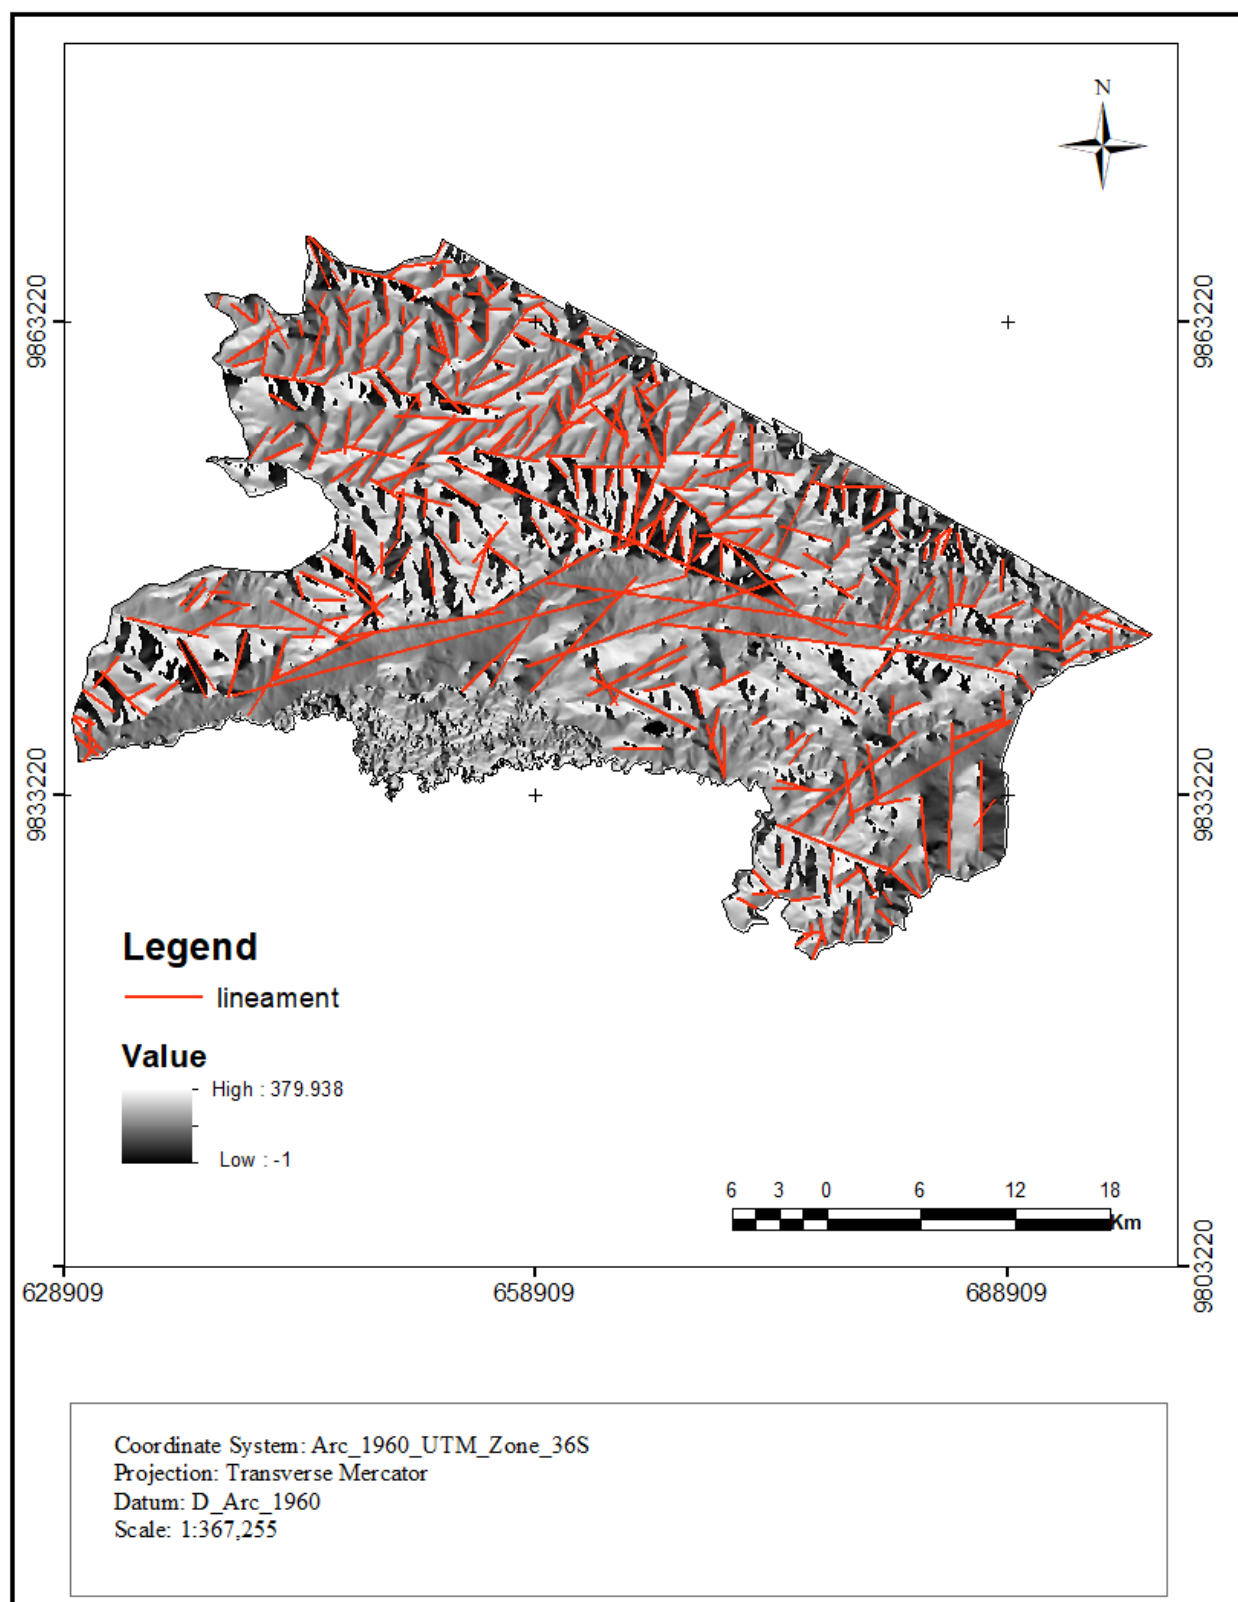 N
9863220
9863220
9833220
9833220
Legend
lineament
Value
High : 379.938
Low : -1
6 3 0 6 12 18
Km
9803220
628909 658909 688909
Coordinate System: Arc_1960_UTM_Zone_36S
Projection: Transverse Mercator
Datum: D_Arc_1960
Scale: 1:367,255